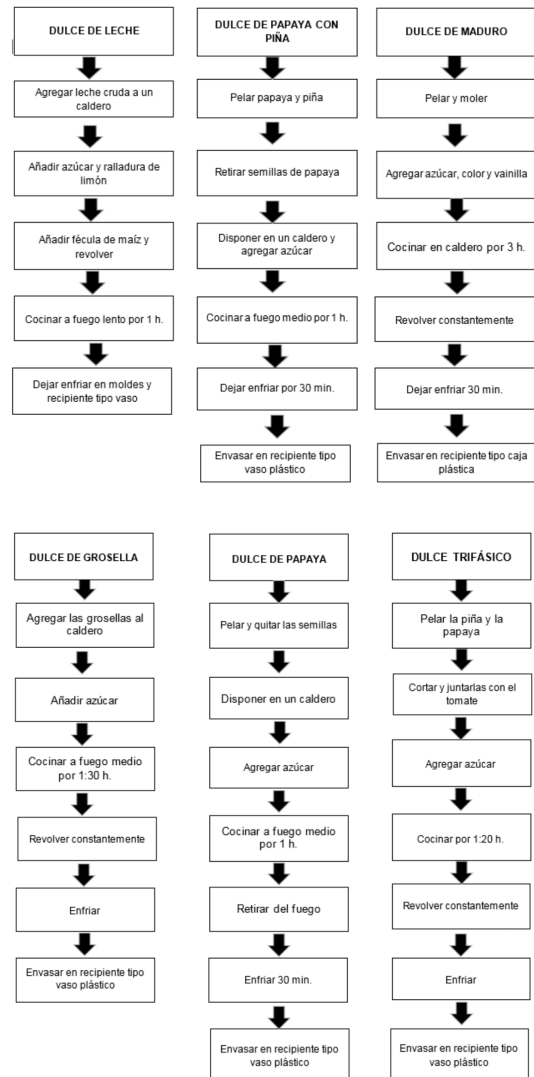 DULCE DE LECHE
Agregar leche cruda a un
caldero
Añadir azúcar y ralladura de
limón
Añadir fécula de maíz y
revolver
Cocinar a fuego lento por 1 h.
Dejar enfriar en moldes y
recipiente tipo vaso
DULCE DE PAPAYA CON
PIÑA
Pelar papaya y piña
Retirar semillas de papaya
Disponer en un caldero y
agregar azúcar
Cocinar a fuego medio por 1 h.
Dejar enfriar por 30 min.
Envasar en recipiente tipo
vaso plástico
DULCE DE MADURO
Pelar y moler
Agregar azúcar, color y vainilla
Cocinar en caldero por 3 h.
Revolver constantemente
Dejar enfriar 30 min.
Envasar en recipiente tipo caja
plástica
DULCE DE GROSELLA
Agregar las grosellas al
caldero
Añadir azúcar
Cocinar a fuego medio
por 1:30 h.
Revolver constantemente
Enfriar
Envasar en recipiente tipo
vaso plástico
DULCE DE PAPAYA
Pelar y quitar las semillas
Disponer en un caldero
Agregar azúcar
Cocinar a fuego medio
por 1 h.
Retirar del fuego
Enfriar 30 min.
Envasar en recipiente tipo
vaso plástico
DULCE TRIFÁSICO
Pelar la piña y la
papaya
Cortar y juntarlas con el
tomate
Agregar azúcar
Cocinar por 1:20 h.
Revolver constantemente
Enfriar
Envasar en recipiente tipo
vaso plástico